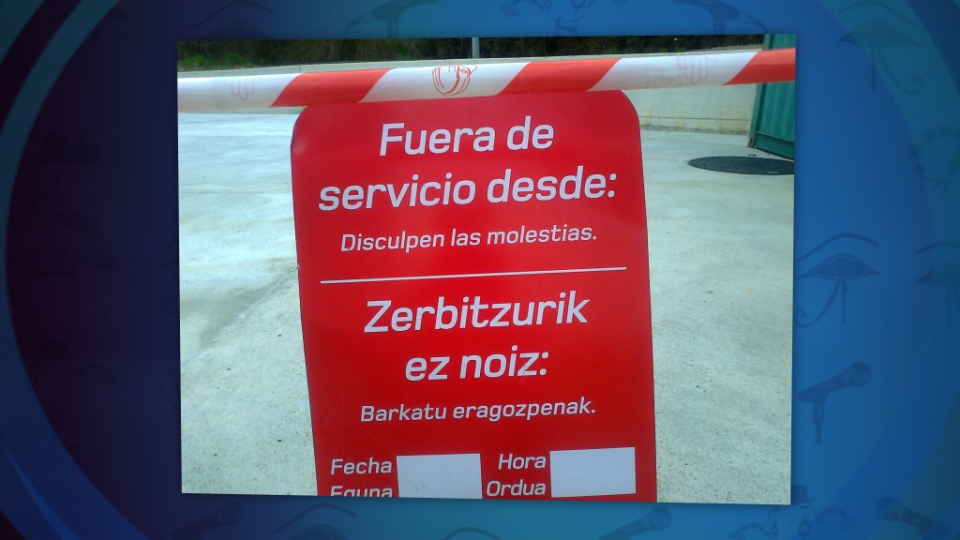 Fuera de
servicio desde:
Disculpen las molestias.
Zerbitzurik
ez noiz:
Barkatu eragozpenak.
Fecha Hora
Eguna Ordua